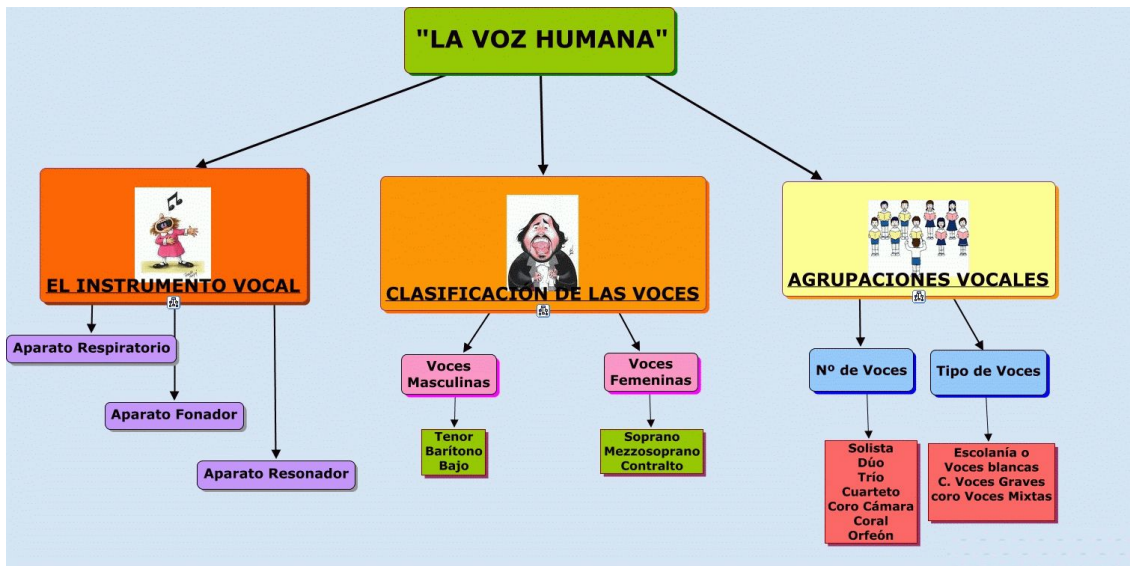 "LA VOZ HUMANA"
EL INSTRUMENTO VOCAL
Aparato Respiratorio
Aparato Fonador
Aparato Resonador
CLASIFICACIÓN DE LAS VOCES
Voces
Masculinas
Tenor
Barítono
Bajo
Voces
Femeninas
Soprano
Mezzosoprano
Contralto
AGRUPACIONES VOCALES
Nº de Voces
Solista
Dúo
Trío
Cuarteto
Coro Cámara
Coral
Orfeón
Tipo de Voces
Escolanía o
Voces blancas
C. Voces Graves
coro Voces Mixtas